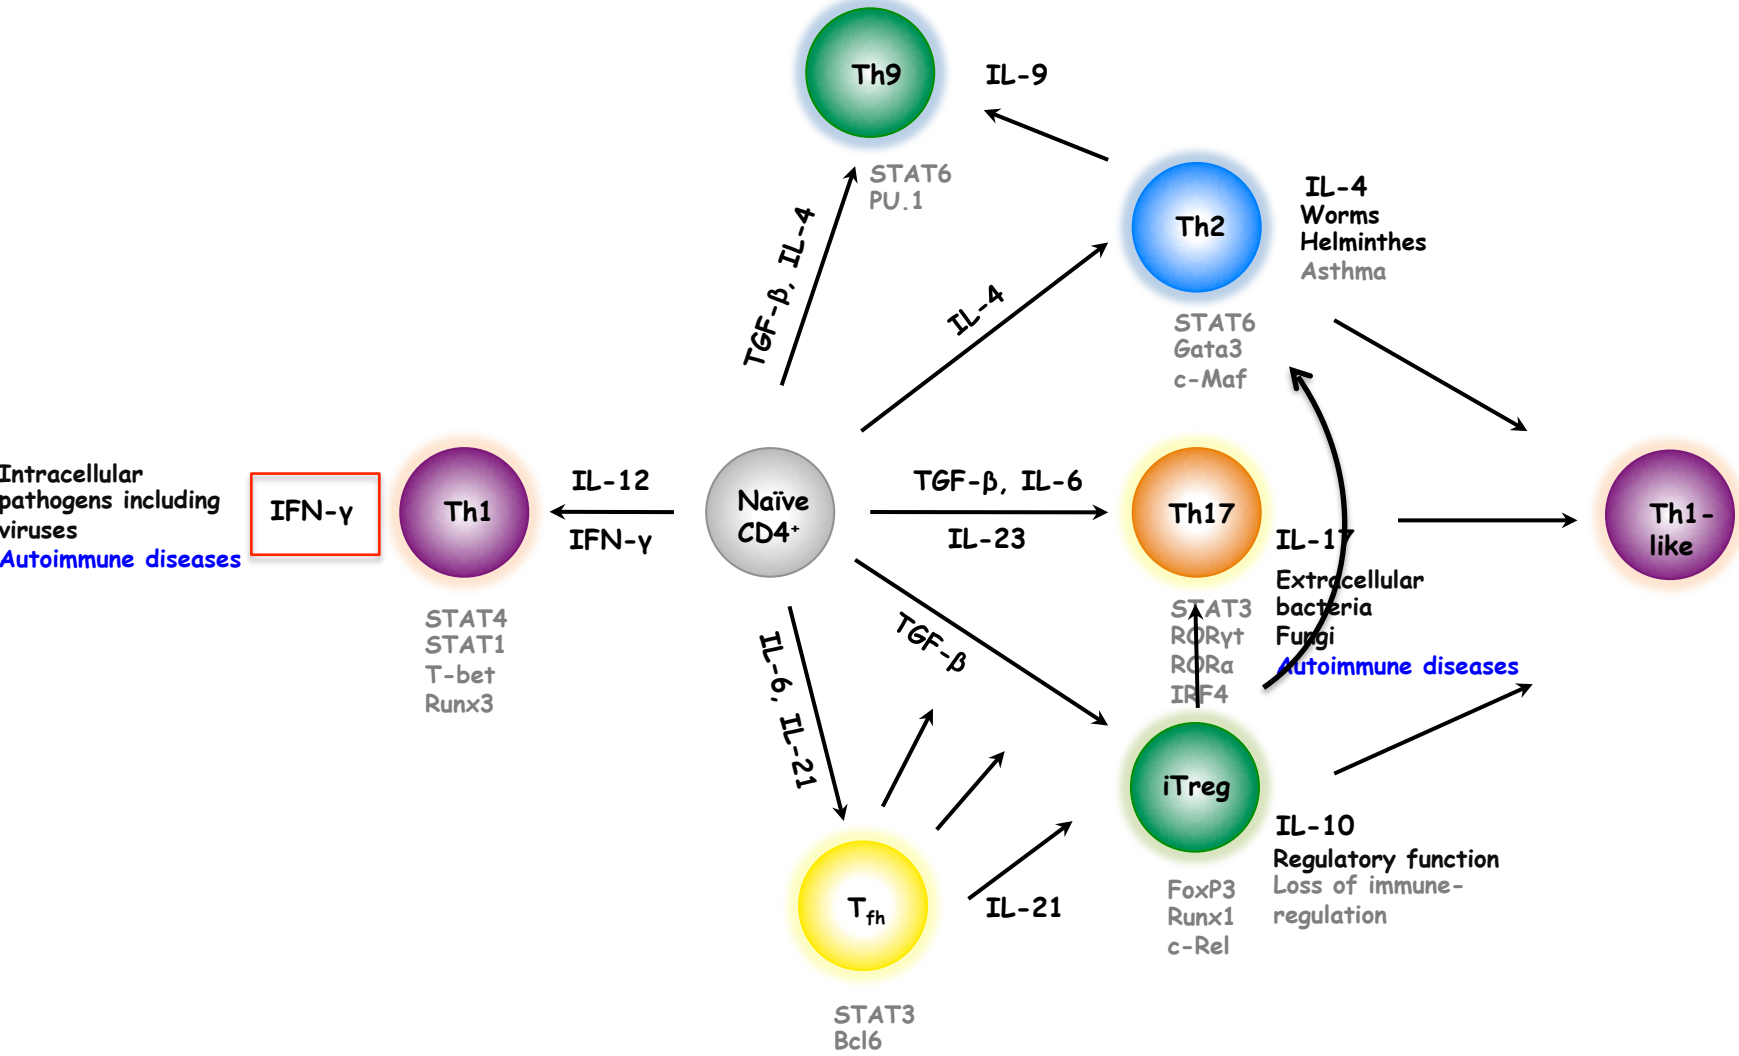 Th9
IL-9
STAT6
PU.1
TGF-β, IL-4
Th2
IL-4
Worms
Helminthes
Asthma
IL-4
STAT6
Gata3
c-Maf
Intracellular
pathogens including
viruses
Autoimmune diseases
IFN-γ
Th1
IL-12
IFN-γ
STAT4
STAT1
T-bet
Runx3
Naïve
CD4⁺
TGF-β, IL-6
IL-23
Th17
IL-17
Extracellular
bacteria
Fungi
Autoimmune diseases
STAT3
RORγt
RORα
IRF4
Th1-
like
IL-6, IL-21
TGF-β
iTreg
IL-10
Regulatory function
Loss of immune-
regulation
FoxP3
Runx1
c-Rel
Tfh
IL-21
STAT3
Bcl6